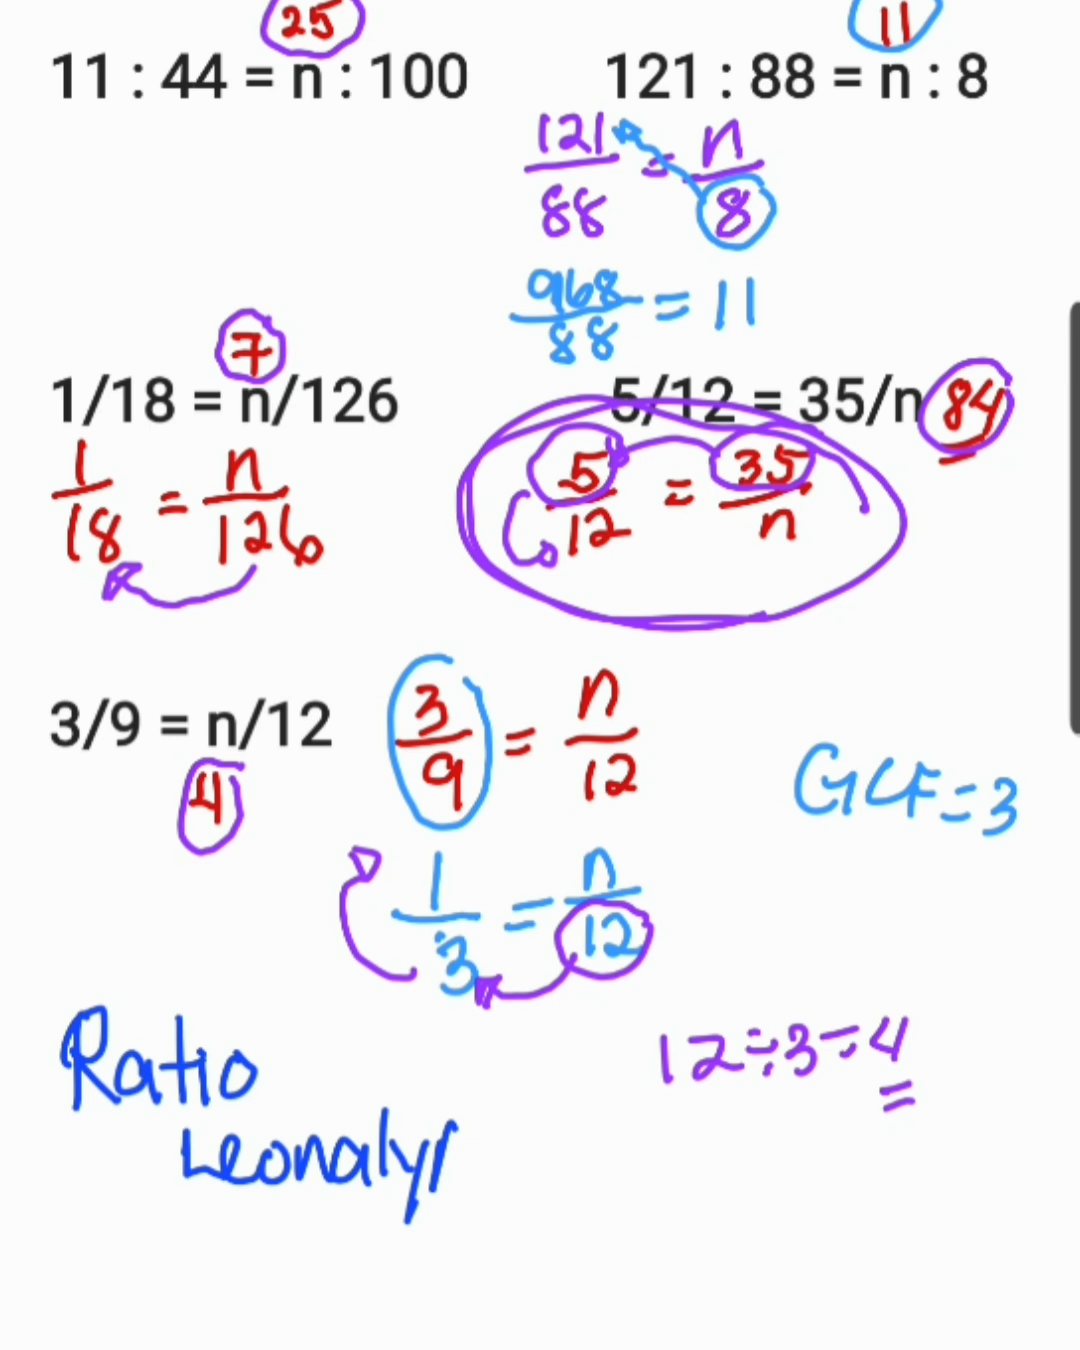 25
11 : 44 = n : 100
11
121 : 88 = n : 8
121/88 = n/8
968/88 = 11
7
1/18 = n/126
1/18 = n/126
5/12 = 35/n 84
5/12 = 35/n
3/9 = n/12
4
3/9 = n/12
GCF = 3
1/3 = n/12
12 ÷ 3 = 4
Ratio
Leonalyn